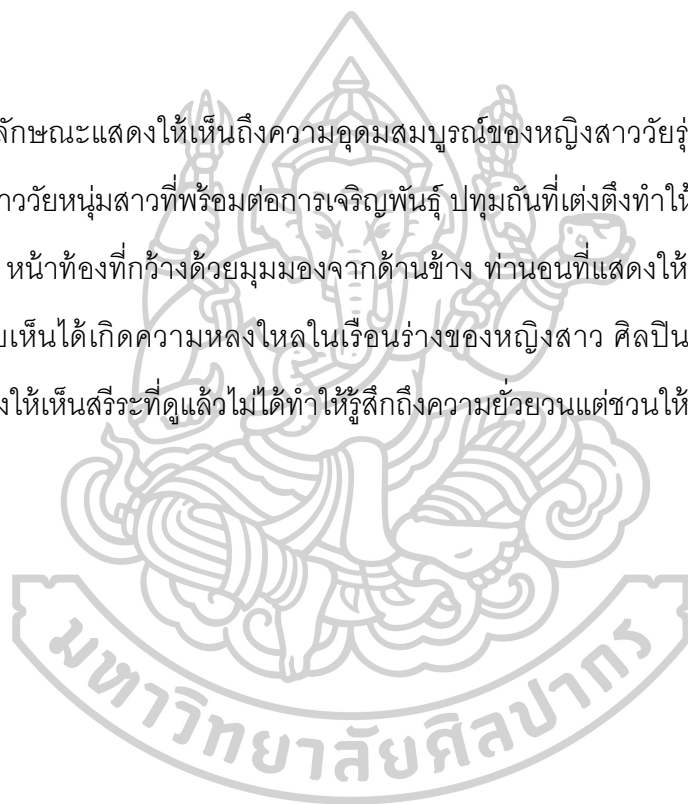 ลักษณะแสดงให้เห็นถึงความอุดมสมบูรณ์ของหญิงสาววัยรุ่
าววัยหนุ่มสาวที่พร้อมต่อการเจริญพันธุ์ ปทุมถันที่เต่งตึงทำให้
หน้าท้องที่กว้างด้วยมุมมองจากด้านข้าง ท่านอนที่แสดงให้
บเห็นได้เกิดความหลงใหลในเรือนร่างของหญิงสาว ศิลปิน
งให้เห็นสรีระที่ดูแล้วไม่ได้ทำให้รู้สึกถึงความยั่วยวนแต่ชวนให้
มหาวิทยาลัยศิลปากร